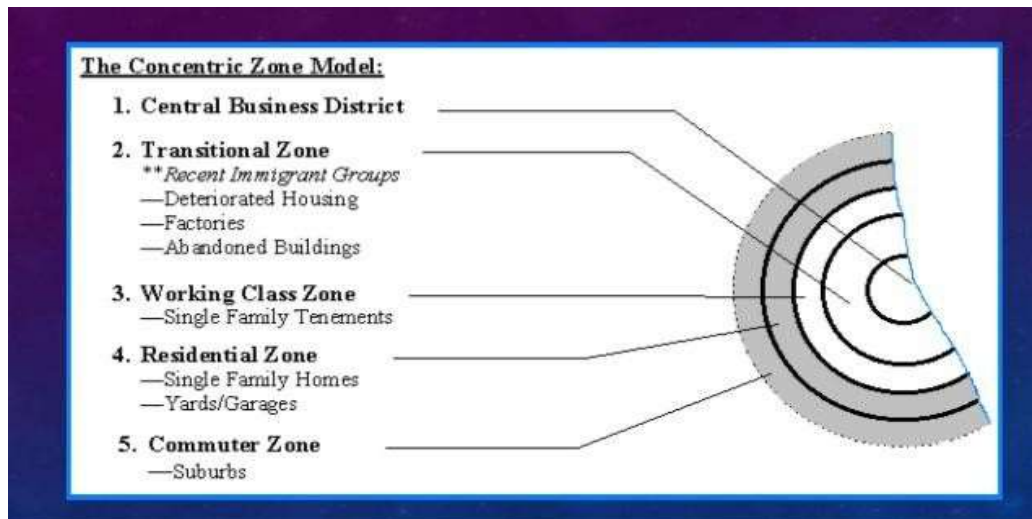 The Concentric Zone Model:
1. Central Business District
2. Transitional Zone
**Recent Immigrant Groups
—Deteriorated Housing
—Factories
—Abandoned Buildings
3. Working Class Zone
—Single Family Tenements
4. Residential Zone
—Single Family Homes
—Yards/Garages
5. Commuter Zone
—Suburbs